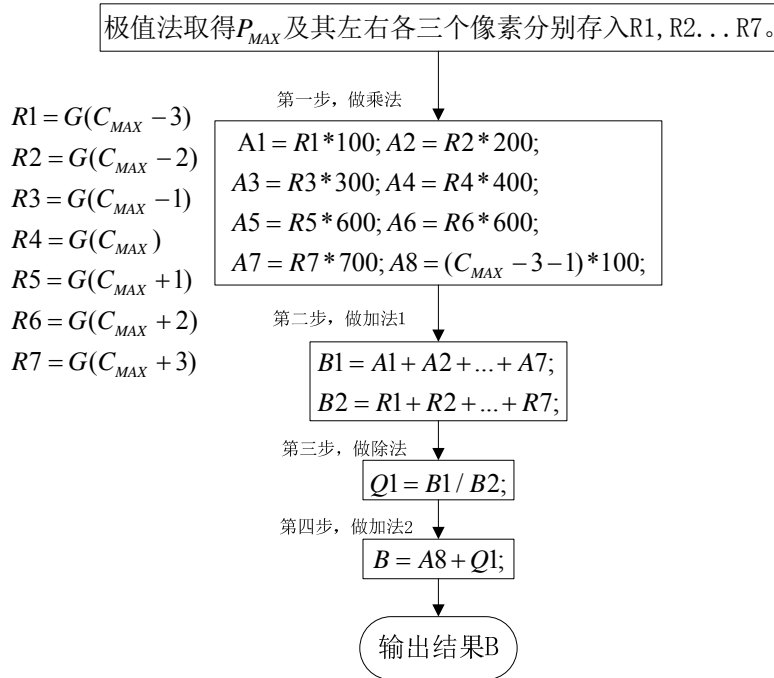 极值法取得P_MAX及其左右各三个像素分别存入R1,R2...R7。
第一步，做乘法
R1=G(C_MAX-3)
R2=G(C_MAX-2)
R3=G(C_MAX-1)
R4=G(C_MAX)
R5=G(C_MAX+1)
R6=G(C_MAX+2)
R7=G(C_MAX+3)
A1=R1*100;A2=R2*200;
A3=R3*300;A4=R4*400;
A5=R5*600;A6=R6*600;
A7=R7*700;A8=(C_MAX-3-1)*100;
第二步，做加法1
B1=A1+A2+...+A7;
B2=R1+R2+...+R7;
第三步，做除法
Q1=B1/B2;
第四步，做加法2
B=A8+Q1;
输出结果B